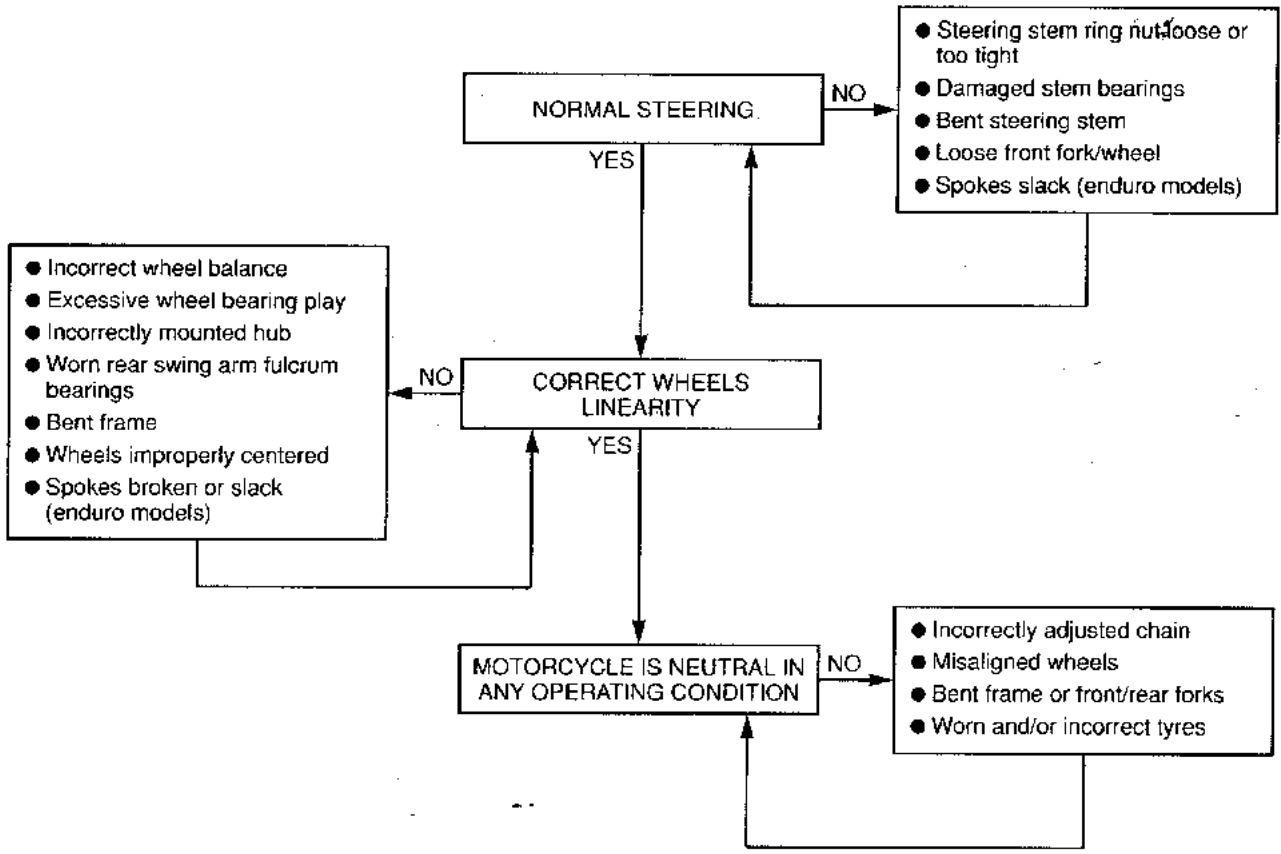 NORMAL STEERING
NO
● Steering stem ring nut loose or
too tight
● Damaged stem bearings
● Bent steering stem
● Loose front fork/wheel
● Spokes slack (enduro models)
YES
● Incorrect wheel balance
● Excessive wheel bearing play
● Incorrectly mounted hub
● Worn rear swing arm fulcrum
bearings
● Bent frame
● Wheels improperly centered
● Spokes broken or slack
(enduro models)
NO
CORRECT WHEELS
LINEARITY
YES
MOTORCYCLE IS NEUTRAL IN
ANY OPERATING CONDITION
NO
● Incorrectly adjusted chain
● Misaligned wheels
● Bent frame or front/rear forks
● Worn and/or incorrect tyres